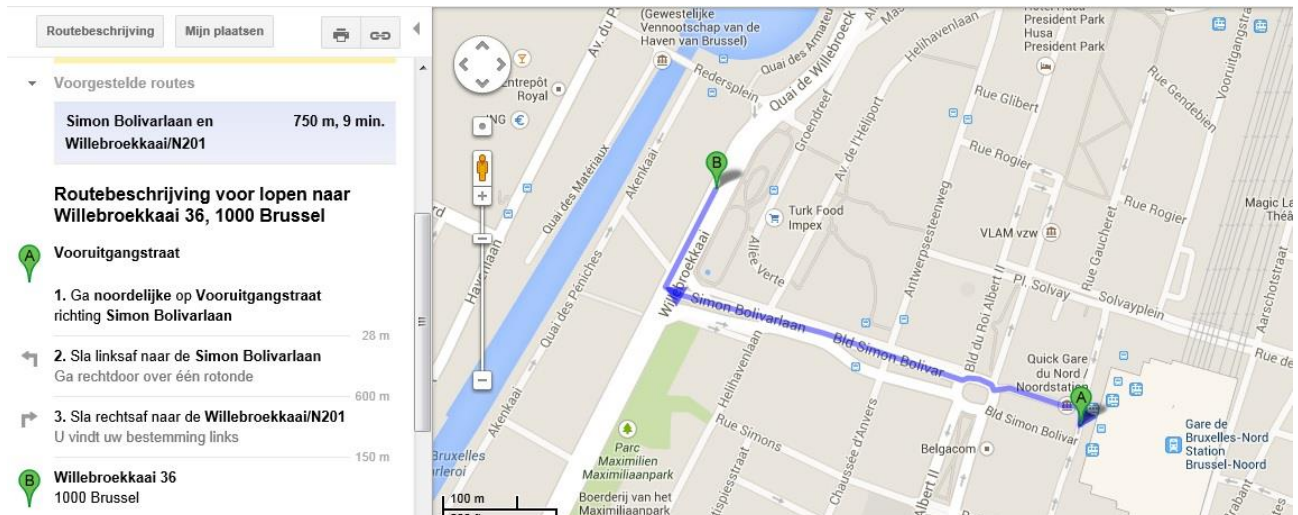 Routebeschrijving
Mijn plaatsen
Voorgestelde routes
Simon Bolivarlaan en
Willebroekkaai/N201
750 m, 9 min.
Routebeschrijving voor lopen naar
Willebroekkaai 36, 1000 Brussel
A
Vooruitgangstraat
1. Ga noordelijke op Vooruitgangstraat
richting Simon Bolivarlaan
28 m
2. Sla linksaf naar de Simon Bolivarlaan
Ga rechtdoor over één rotonde
600 m
3. Sla rechtsaf naar de Willebroekkaai/N201
U vindt uw bestemming links
150 m
B
Willebroekkaai 36
1000 Brussel
(Gewestelijke
Vennootschap van de
Haven van Brussel)
Av. du P
Quai des Armateu
Quai de Willebroeck
Helihavenlaan
President Park
Husa
President Park
Vooruitgangstra
Rue Gendebien
Redersplein
Entrepôt
Royal
ING
Rue Glibert
Groendreef
Av. de l'Héliport
Akenkaai
Quai des Matériaux
B
Rue Rogier
Magic La
Théâ
Turk Food
Impex
VLAM vzw
Rue Rogier
Antwerpsesteenweg
Rue Gaucheret
Havenlaan
Quai des Péniches
Willebroekkaai
Allée Verte
Bld du Roi Albert II
Pl. Solvay
Solvayplein
Aarschotstraat
Simon Bolivarlaan
Bld Simon Bolivar
Quick Gare
du Nord /
Noordstation
Rue de
A
Helihavenlaan
Bld Simon Bolivar
Akenkaai
Rue Simons
Chaussée d'Anvers
Belgacom
Gare de
Bruxelles-Nord
Station
Brussel-Noord
Parc
Maximilien
Maximiliaanpark
Bruxelles
arleroi
Albert II
Boerderij van het
Maximiliaanpark
100 m